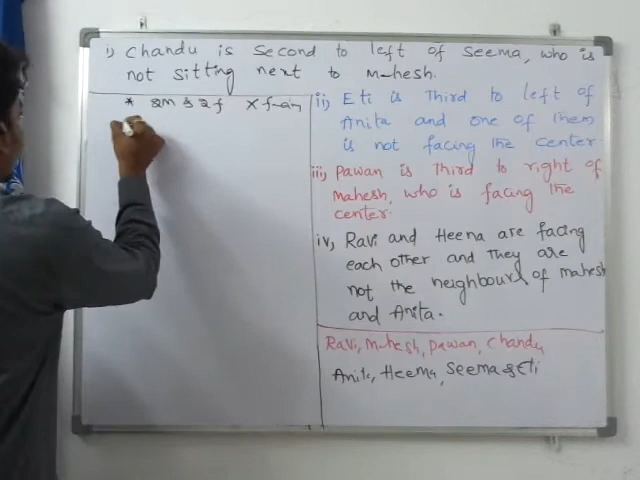 i) Chandu is Second to left of Seema, who is
not sitting next to Mahesh.
* 2m & 2f X facing
ii) Eti is Third to left of
Anita and one of them
is not facing the center
iii) Pawan is Third to right of
Mahesh, who is facing the
center.
iv) Ravi and Heena are facing
each other and they are
not the neighbours of mahesh
and Anita.
Ravi, Mahesh, Pawan, Chandu
Anita, Heema, Seema & Eti